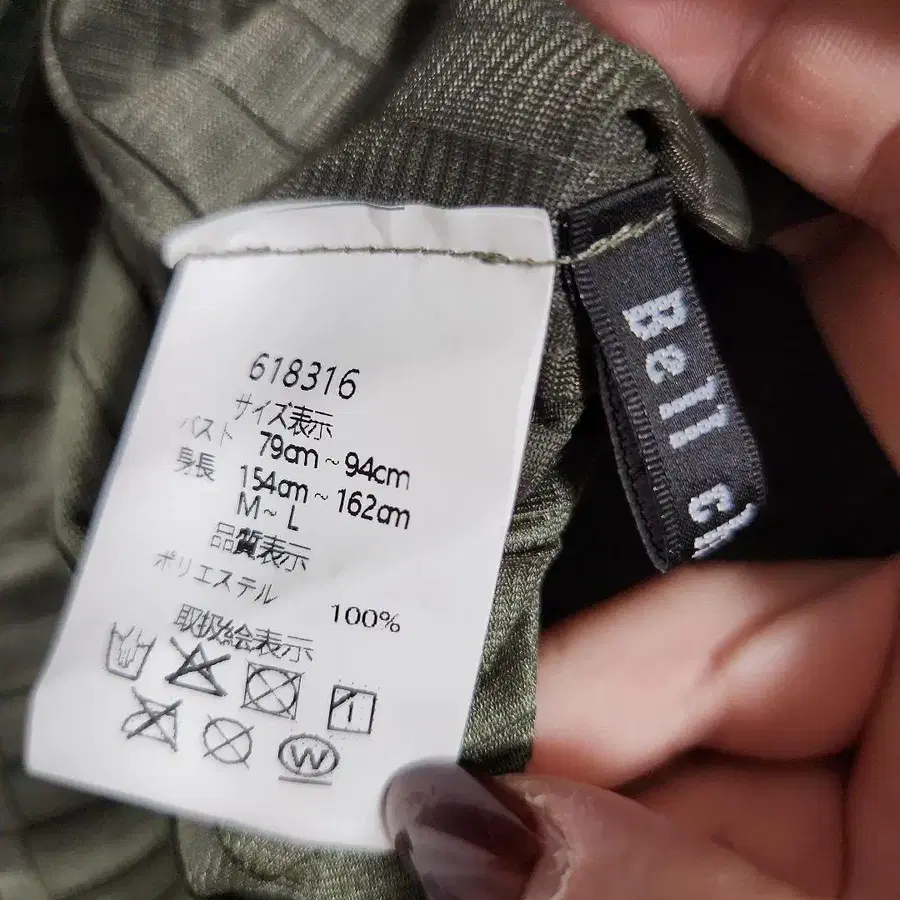 618316
サイズ表示
バスト 79cm~94cm
身長 154cm~162cm
M~L
品質表示
ポリエステル 100%
取扱絵表示
W
Bell